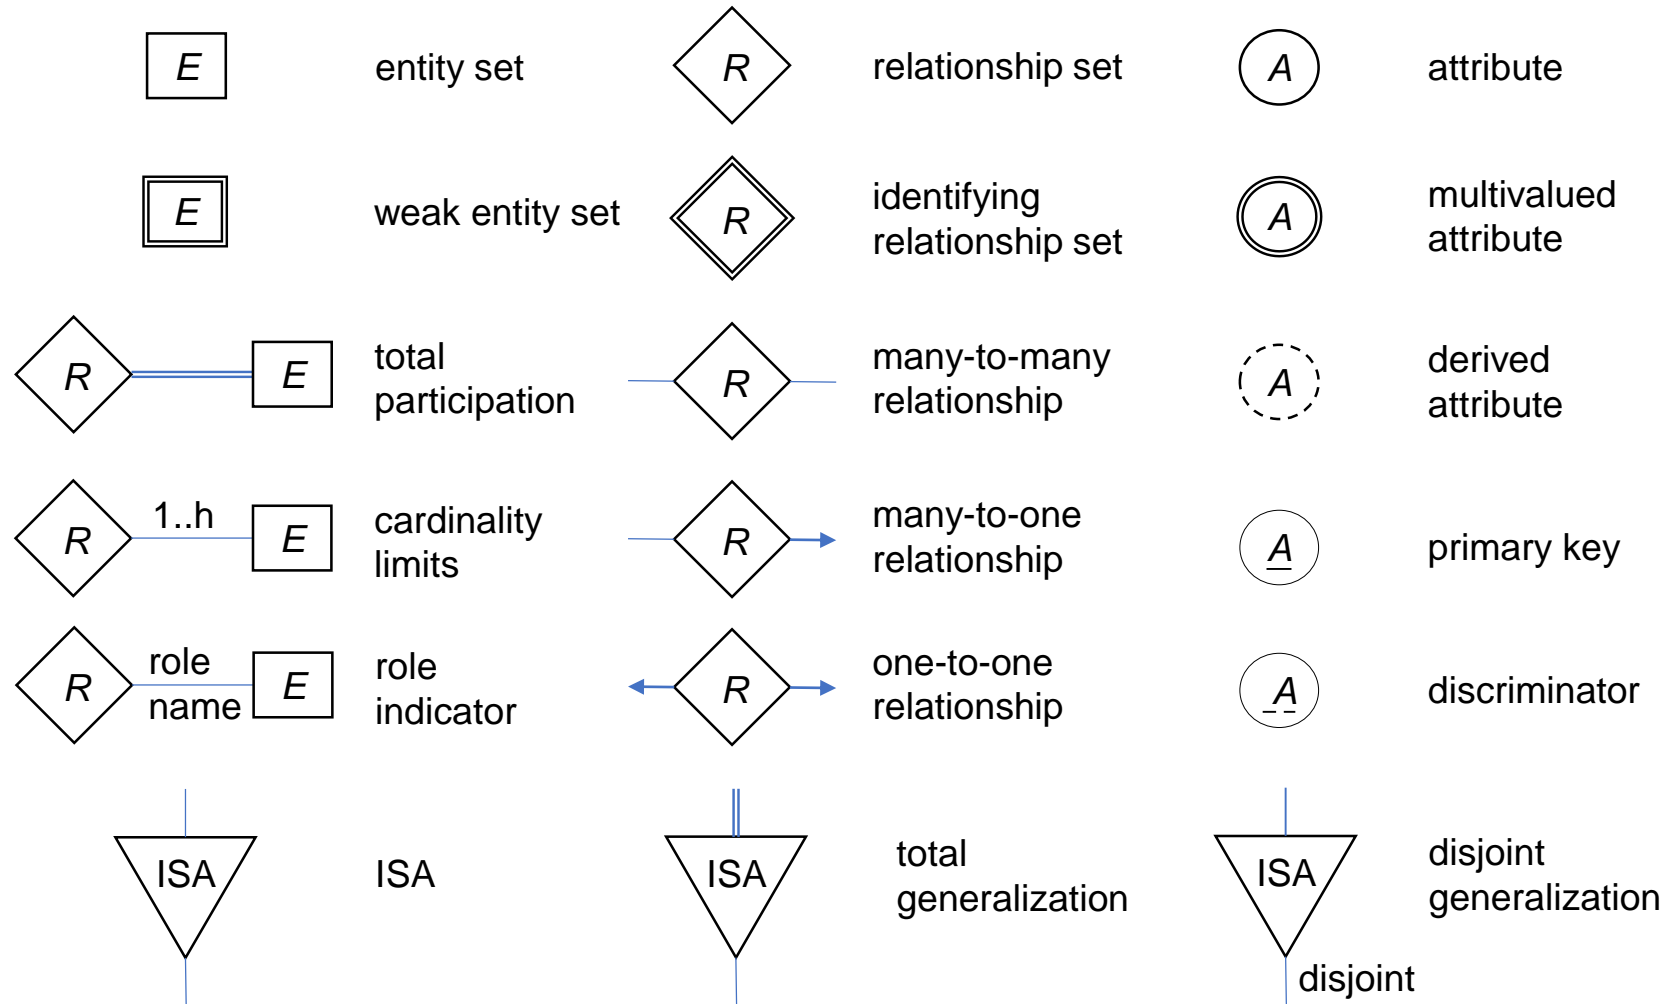 E
entity set
R
relationship set
A
attribute
E
weak entity set
R
identifying
relationship set
A
multivalued
attribute
R
E
total
participation
R
many-to-many
relationship
A
derived
attribute
R
1..h
E
cardinality
limits
R
many-to-one
relationship
A
primary key
R
role
name
E
role
indicator
R
one-to-one
relationship
A
discriminator
ISA
ISA
ISA
total
generalization
ISA
disjoint
generalization
disjoint